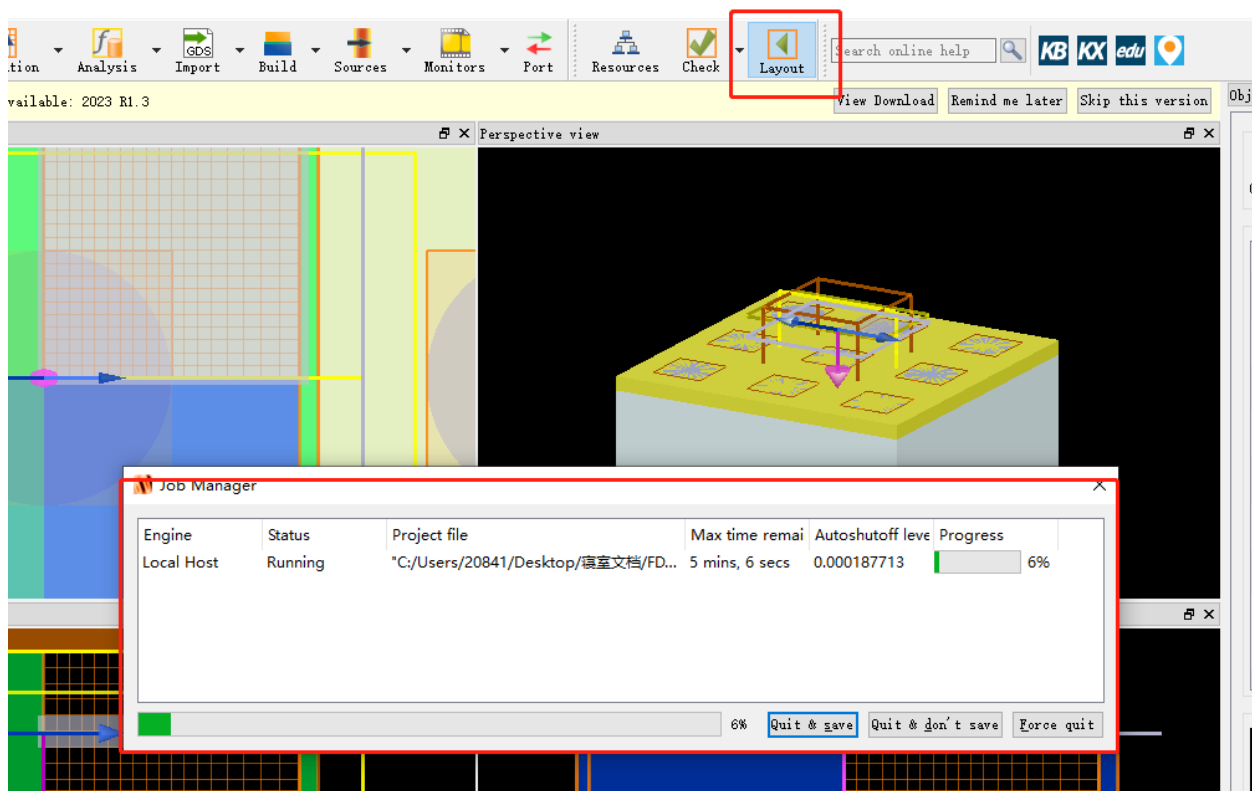 tion Analysis Import Build Sources Monitors Port Resources Check Layout Search online help KB KX edu
GDS
vailable: 2023 R1.3 View Download Remind me later Skip this version Obj
Perspective view
Job Manager
Engine Status Project file Max time remai Autoshutoff leve Progress
Local Host Running "C:/Users/20841/Desktop/寝室文档/FD... 5 mins, 6 secs 0.000187713 6%
6% Quit & save Quit & don't save Force quit